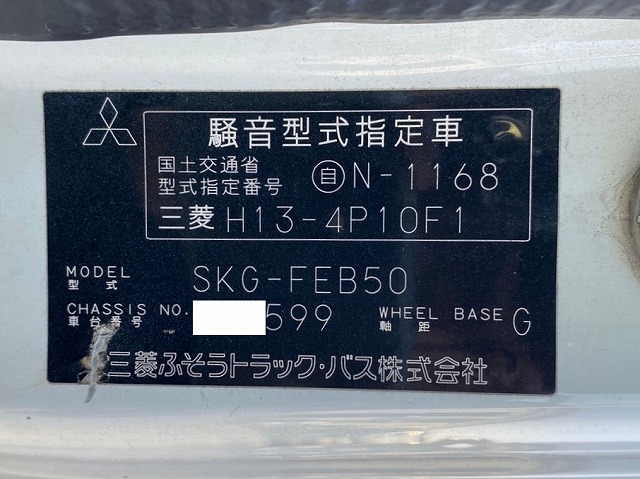 騒音型式指定車
国土交通省
型式指定番号 自N-1168
三菱 H13-4P10F1
MODEL 型式 SKG-FEB50
CHASSIS NO. 車台番号 599 WHEEL BASE 軸距 G
三菱ふそうトラック・バス株式会社